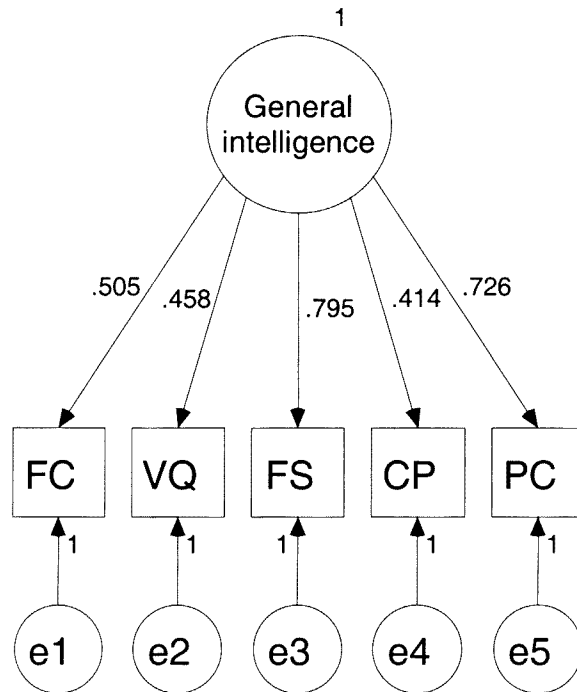 1
General
intelligence
.505
.458
.795
.414
.726
FC
VQ
FS
CP
PC
1
1
1
1
1
e1
e2
e3
e4
e5